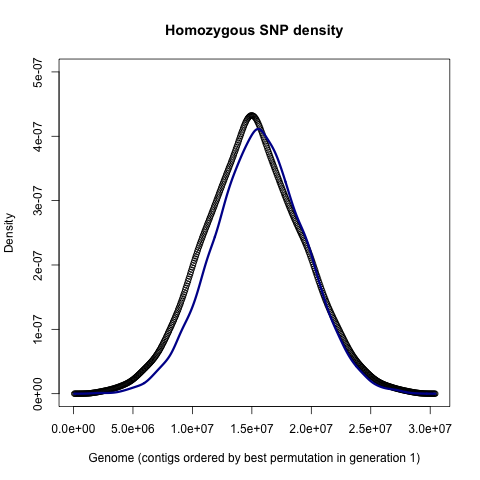 Homozygous SNP density
5e-07
4e-07
3e-07
2e-07
1e-07
0e+00
Density
0.0e+00 5.0e+06 1.0e+07 1.5e+07 2.0e+07 2.5e+07 3.0e+07
Genome (contigs ordered by best permutation in generation 1)